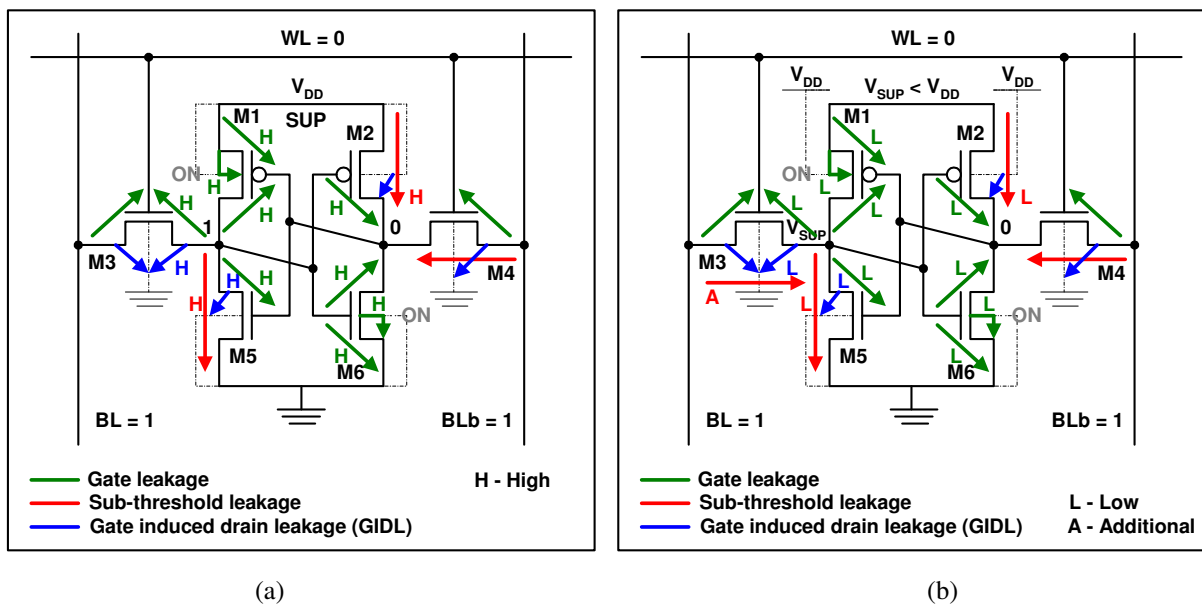 WL = 0
V_DD
SUP
M1
M2
H
H
ON
H
H
H
H
H
H
1
0
M3
H
M4
H
H
H
H
H
ON
M5
H
M6
BL = 1
BLb = 1
Gate leakage
H - High
Sub-threshold leakage
Gate induced drain leakage (GIDL)
(a)
WL = 0
V_DD
V_SUP < V_DD
V_DD
M1
M2
L
ON
L
L
L
L
L
L
V_SUP
0
M3
L
M4
A
L
L
L
L
L
L
ON
M5
L
M6
BL = 1
BLb = 1
Gate leakage
Sub-threshold leakage
L - Low
Gate induced drain leakage (GIDL)
A - Additional
(b)